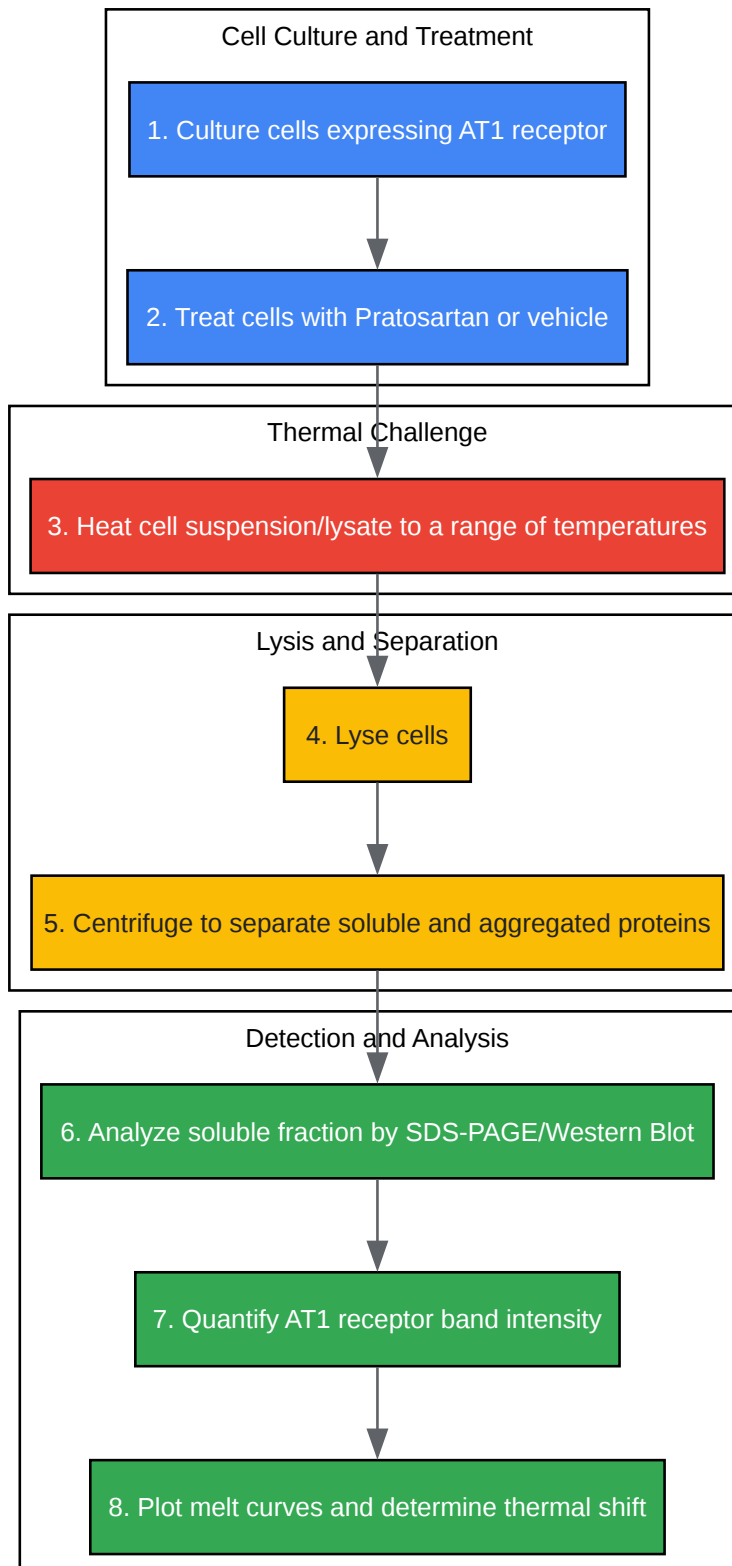 Cell Culture and Treatment
1. Culture cells expressing AT1 receptor
2. Treat cells with Pratosartan or vehicle
Thermal Challenge
3. Heat cell suspension/lysate to a range of temperatures
Lysis and Separation
4. Lyse cells
5. Centrifuge to separate soluble and aggregated proteins
Detection and Analysis
6. Analyze soluble fraction by SDS-PAGE/Western Blot
7. Quantify AT1 receptor band intensity
8. Plot melt curves and determine thermal shift